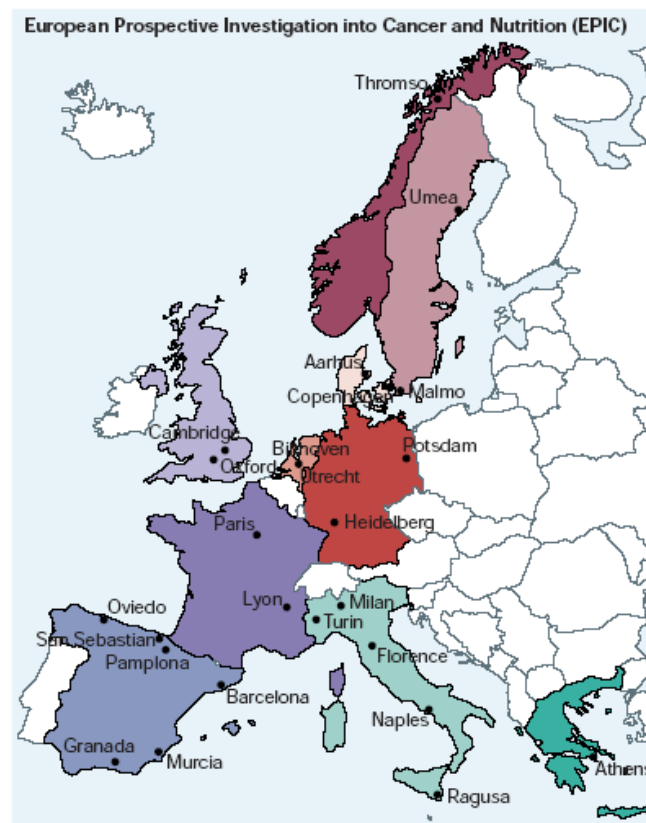 European Prospective Investigation into Cancer and Nutrition (EPIC)
Thromso
Umea
Aarhus
Copenhagen
Malmo
Cambridge
Oxford
Bilthoven
Utrecht
Potsdam
Paris
Heidelberg
Lyon
Milan
Turin
Oviedo
San Sebastian
Pamplona
Florence
Barcelona
Naples
Granada
Murcia
Athens
Ragusa